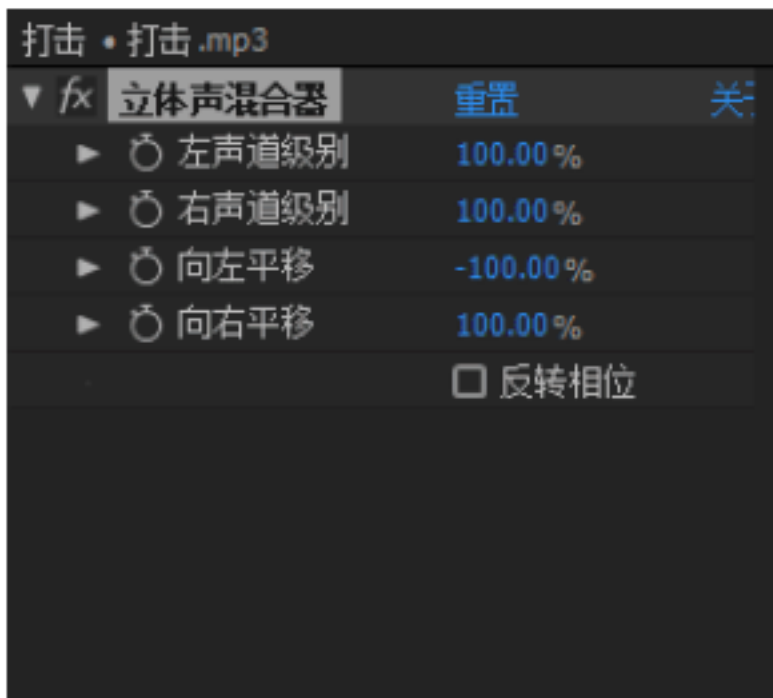 打击 • 打击.mp3
fx 立体声混合器 重置 关于
左声道级别 100.00%
右声道级别 100.00%
向左平移 -100.00%
向右平移 100.00%
反转相位